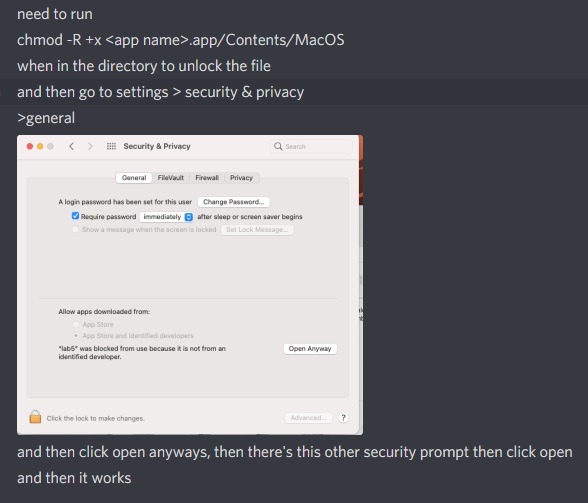 need to run
chmod -R +x <app name>.app/Contents/MacOS
when in the directory to unlock the file
and then go to settings > security & privacy
>general
Security & Privacy
Search
General FileVault Firewall Privacy
A login password has been set for this user Change Password...
Require password immediately after sleep or screen saver begins
Show a message when the screen is locked Set Lock Message...
Allow apps downloaded from:
App Store
App Store and identified developers
"lab5" was blocked from use because it is not from an
identified developer.
Open Anyway
Click the lock to make changes.
Advanced... ?
and then click open anyways, then there's this other security prompt then click open
and then it works